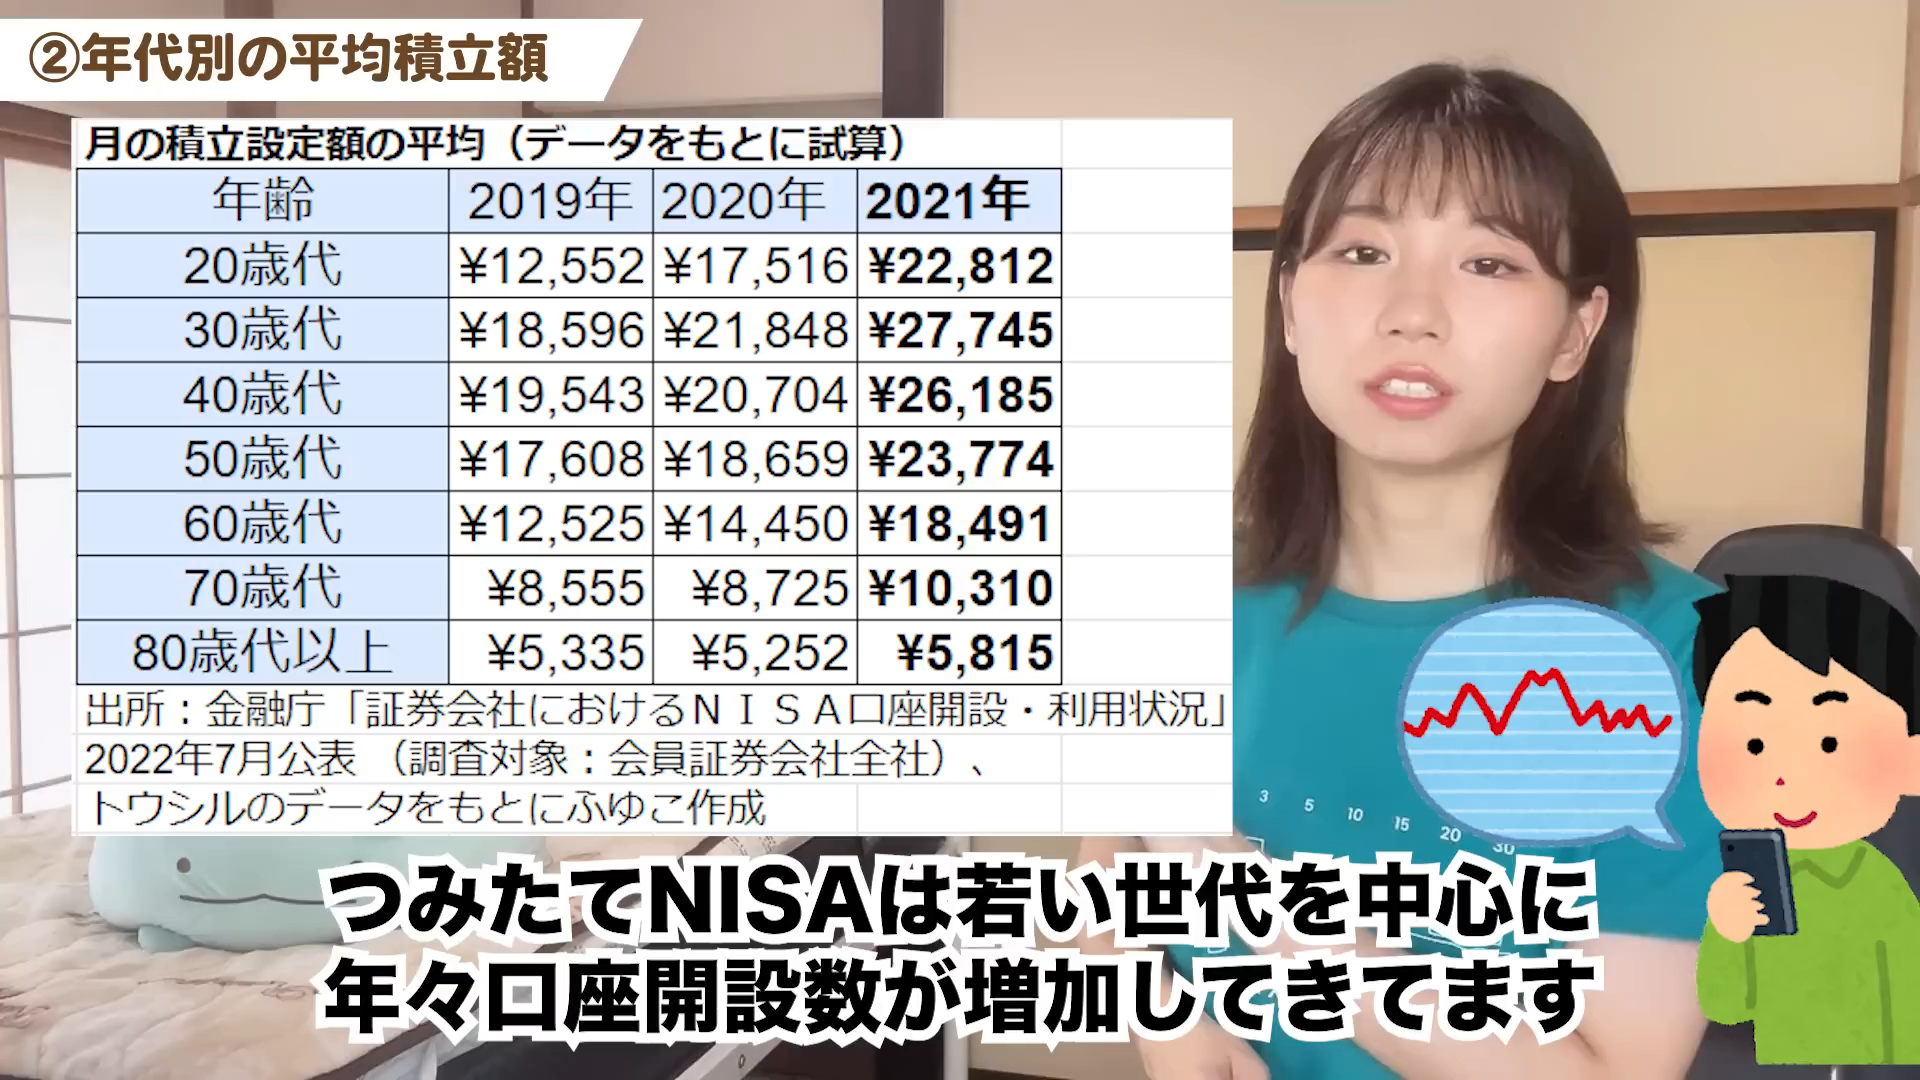 ②年代別の平均積立額
月の積立設定額の平均（データをもとに試算）
年齢 2019年 2020年 2021年
20歳代 ¥12,552 ¥17,516 ¥22,812
30歳代 ¥18,596 ¥21,848 ¥27,745
40歳代 ¥19,543 ¥20,704 ¥26,185
50歳代 ¥17,608 ¥18,659 ¥23,774
60歳代 ¥12,525 ¥14,450 ¥18,491
70歳代 ¥8,555 ¥8,725 ¥10,310
80歳代以上 ¥5,335 ¥5,252 ¥5,815
出所：金融庁「証券会社におけるＮＩＳＡ口座開設・利用状況」
2022年7月公表 （調査対象：会員証券会社全社）、
トウシルのデータをもとにふゆこ作成
3 5 10 15 20 30
つみたてNISAは若い世代を中心に
年々口座開設数が増加してきてます